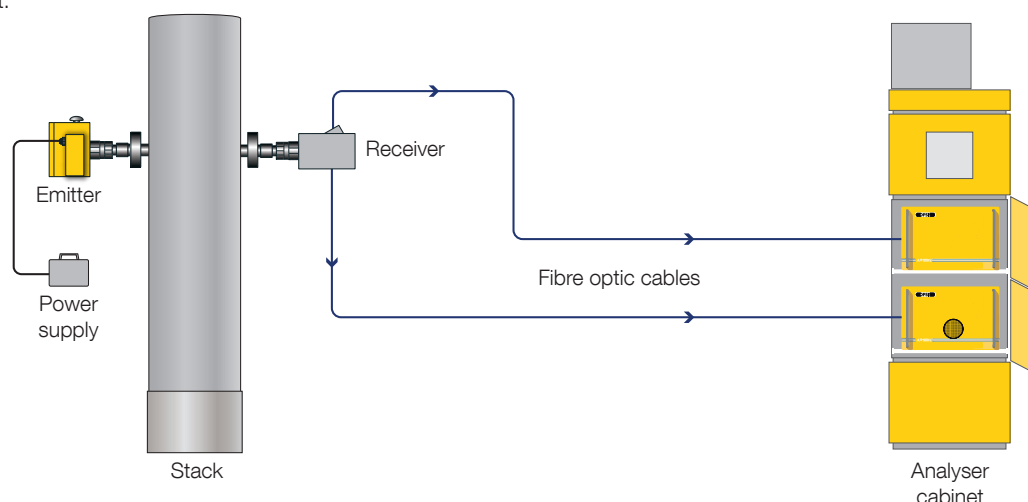 Receiver
Emitter
Fibre optic cables
Power
supply
Stack
Analyser
cabinet